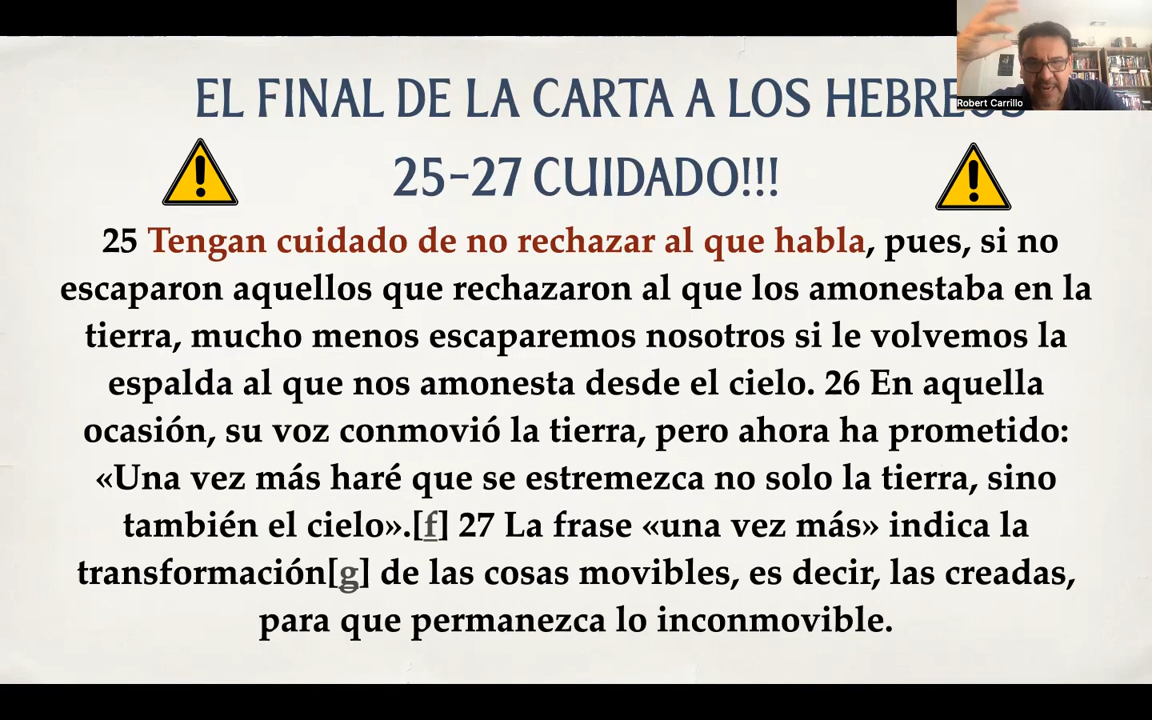 EL FINAL DE LA CARTA A LOS HEBREOS
Robert Carrillo
25-27 CUIDADO!!!
25 Tengan cuidado de no rechazar al que habla, pues, si no
escaparon aquellos que rechazaron al que los amonestaba en la
tierra, mucho menos escaparemos nosotros si le volvemos la
espalda al que nos amonesta desde el cielo. 26 En aquella
ocasión, su voz conmovió la tierra, pero ahora ha prometido:
«Una vez más haré que se estremezca no solo la tierra, sino
también el cielo».[f] 27 La frase «una vez más» indica la
transformación[g] de las cosas movibles, es decir, las creadas,
para que permanezca lo inconmovible.